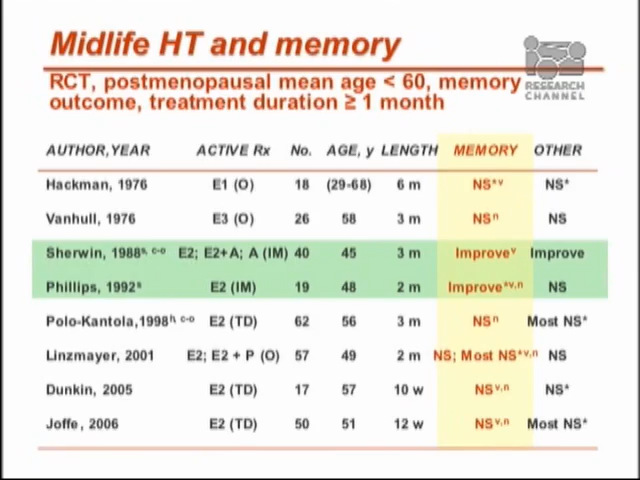 Midlife HT and memory
RCT, postmenopausal mean age < 60, memory
outcome, treatment duration ≥ 1 month
RESEARCH
CHANNEL
AUTHOR,YEAR ACTIVE Rx No. AGE, y LENGTH MEMORY OTHER
Hackman, 1976 E1 (O) 18 (29-68) 6 m NS*v NS*
Vanhull, 1976 E3 (O) 26 58 3 m NSn NS
Sherwin, 1988s, c-o E2; E2+A; A (IM) 40 45 3 m Improvev Improve
Phillips, 1992s E2 (IM) 19 48 2 m Improve*v,n NS
Polo-Kantola,1998h, c-o E2 (TD) 62 56 3 m NSn Most NS*
Linzmayer, 2001 E2; E2 + P (O) 57 49 2 m NS; Most NS*v,n NS
Dunkin, 2005 E2 (TD) 17 57 10 w NSv,n NS*
Joffe, 2006 E2 (TD) 50 51 12 w NSv,n Most NS*